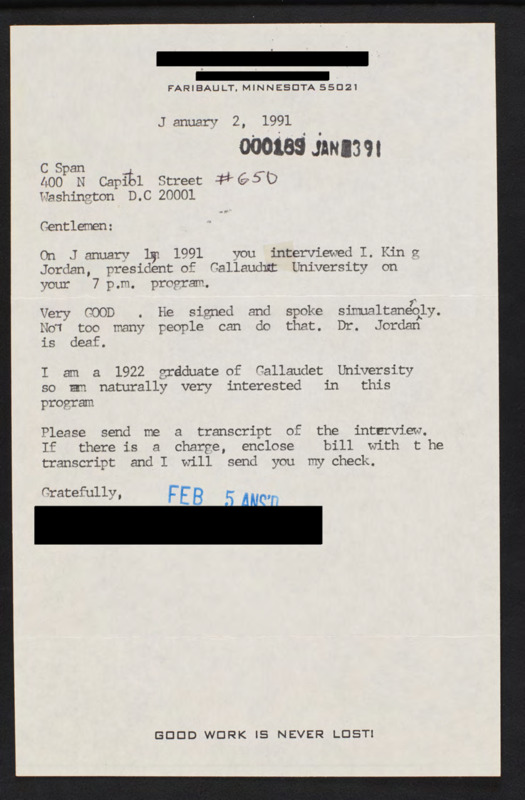 FARIBAULT, MINNESOTA 55021
J anuary 2, 1991
000189 JAN 391
C Span
400 N Capitol Street #650
Washington D.C 20001
Gentlemen:
On J anuary 1, 1991 you interviewed I. Kin g
Jordan, president of Gallaudet University on
your 7 p.m. program.
Very GOOD . He signed and spoke simualtaneoly.
Not too many people can do that. Dr. Jordan
is deaf.
I am a 1922 graduate of Gallaudet University
so am naturally very interested in this
program
Please send me a transcript of the interview.
If there is a charge, enclose bill with t he
transcript and I will send you my check.
Gratefully,
FEB 5 ANS'D
GOOD WORK IS NEVER LOST!